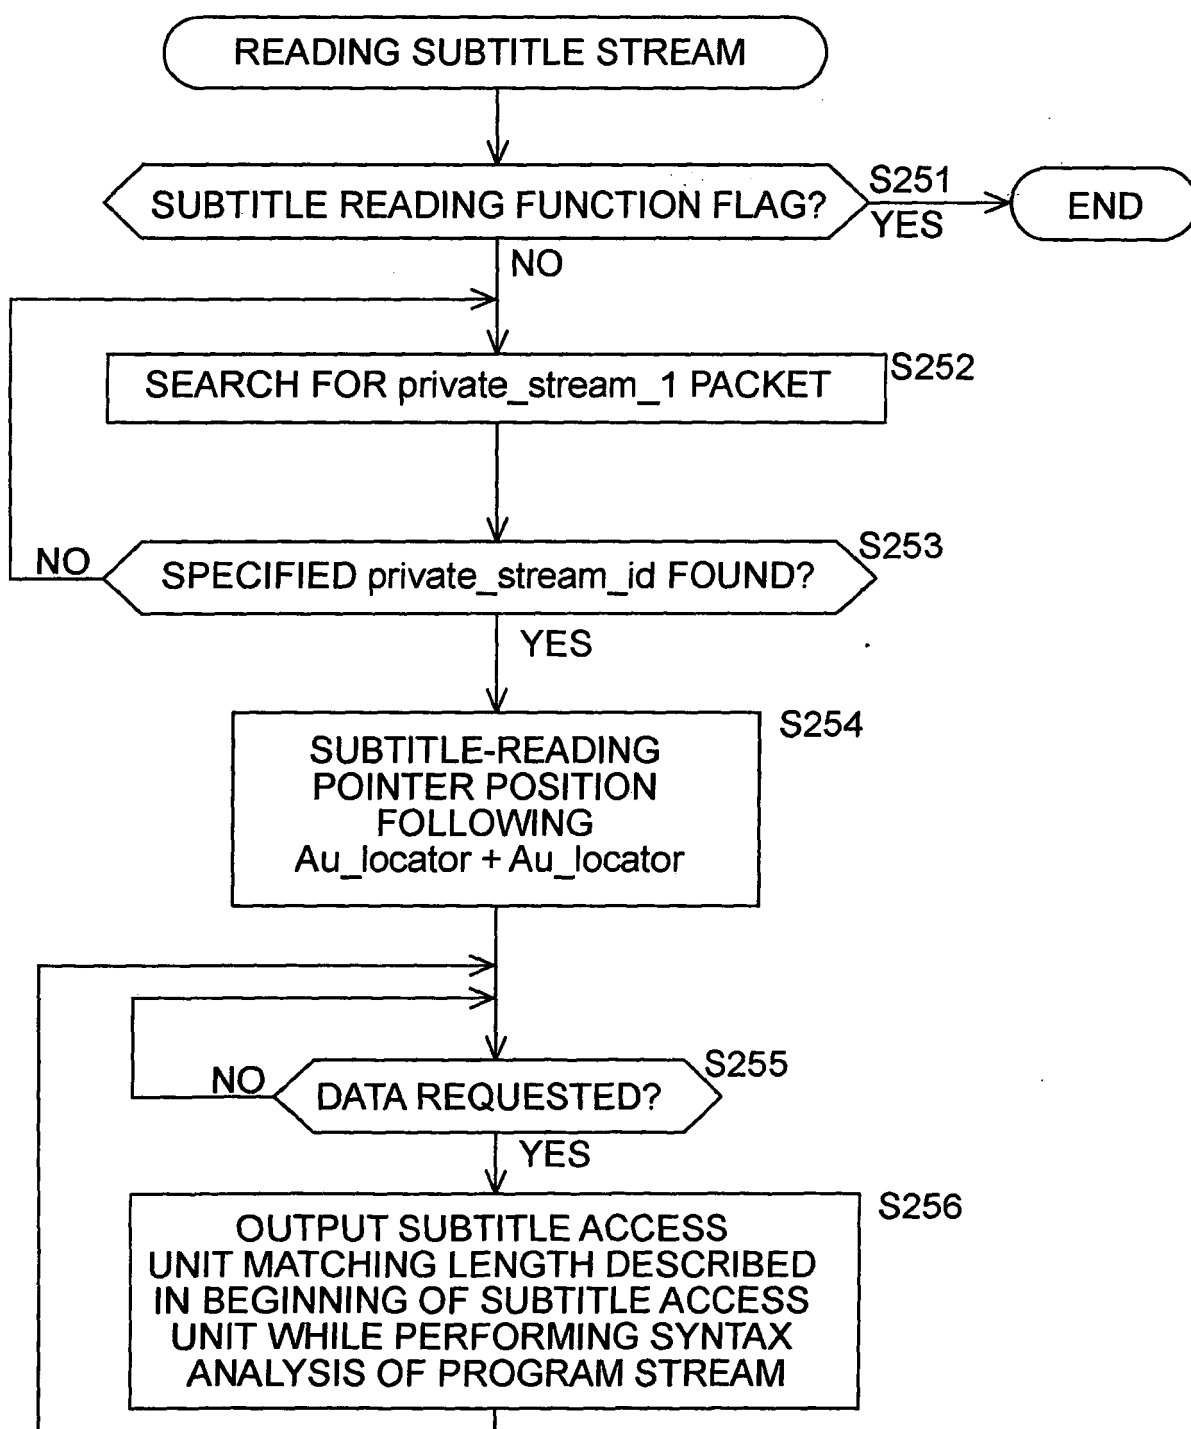 READING SUBTITLE STREAM
SUBTITLE READING FUNCTION FLAG?
S251
YES
END
NO
SEARCH FOR private_stream_1 PACKET
S252
NO
SPECIFIED private_stream_id FOUND?
S253
YES
SUBTITLE-READING
POINTER POSITION
FOLLOWING
Au_locator + Au_locator
S254
NO
DATA REQUESTED?
S255
YES
OUTPUT SUBTITLE ACCESS
UNIT MATCHING LENGTH DESCRIBED
IN BEGINNING OF SUBTITLE ACCESS
UNIT WHILE PERFORMING SYNTAX
ANALYSIS OF PROGRAM STREAM
S256